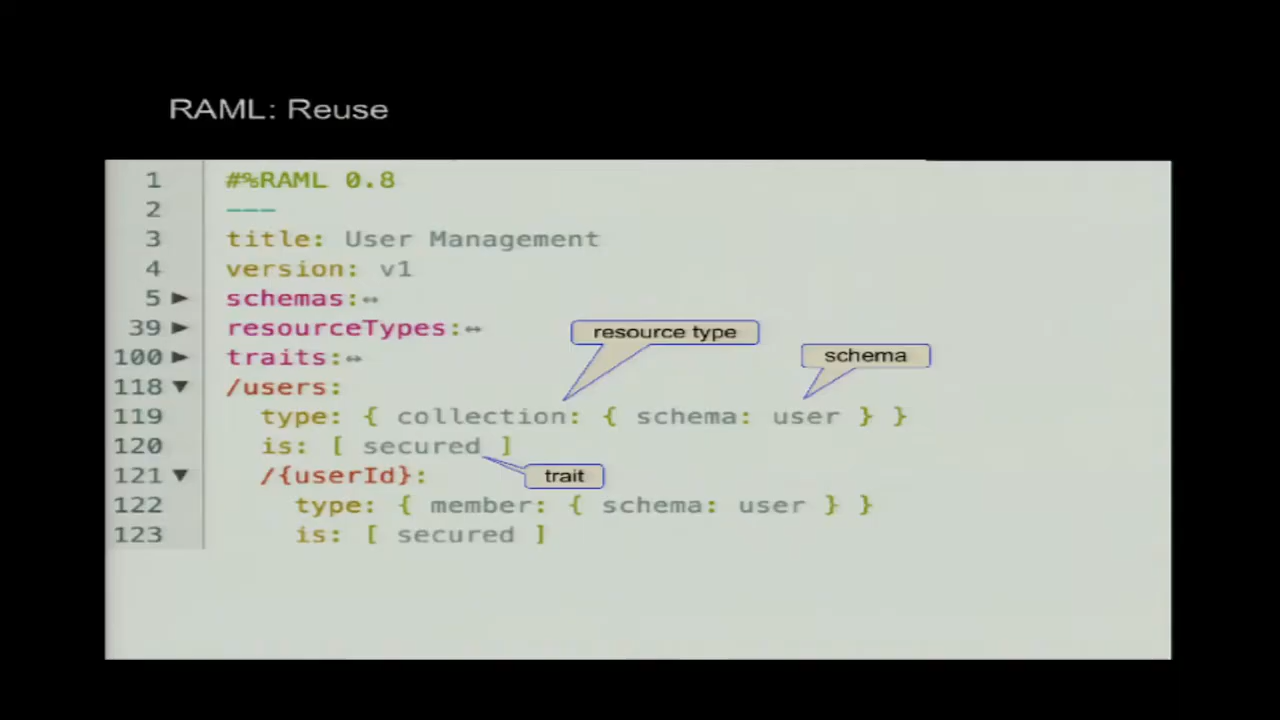 RAML: Reuse
1 #%RAML 0.8
2 ---
3 title: User Management
4 version: v1
5 ▶ schemas:↔
39 ▶ resourceTypes:↔
100 ▶ traits:↔
resource type
schema
118 ▼ /users:
119 type: { collection: { schema: user } }
120 is: [ secured ]
trait
121 ▼ /{userId}:
122 type: { member: { schema: user } }
123 is: [ secured ]